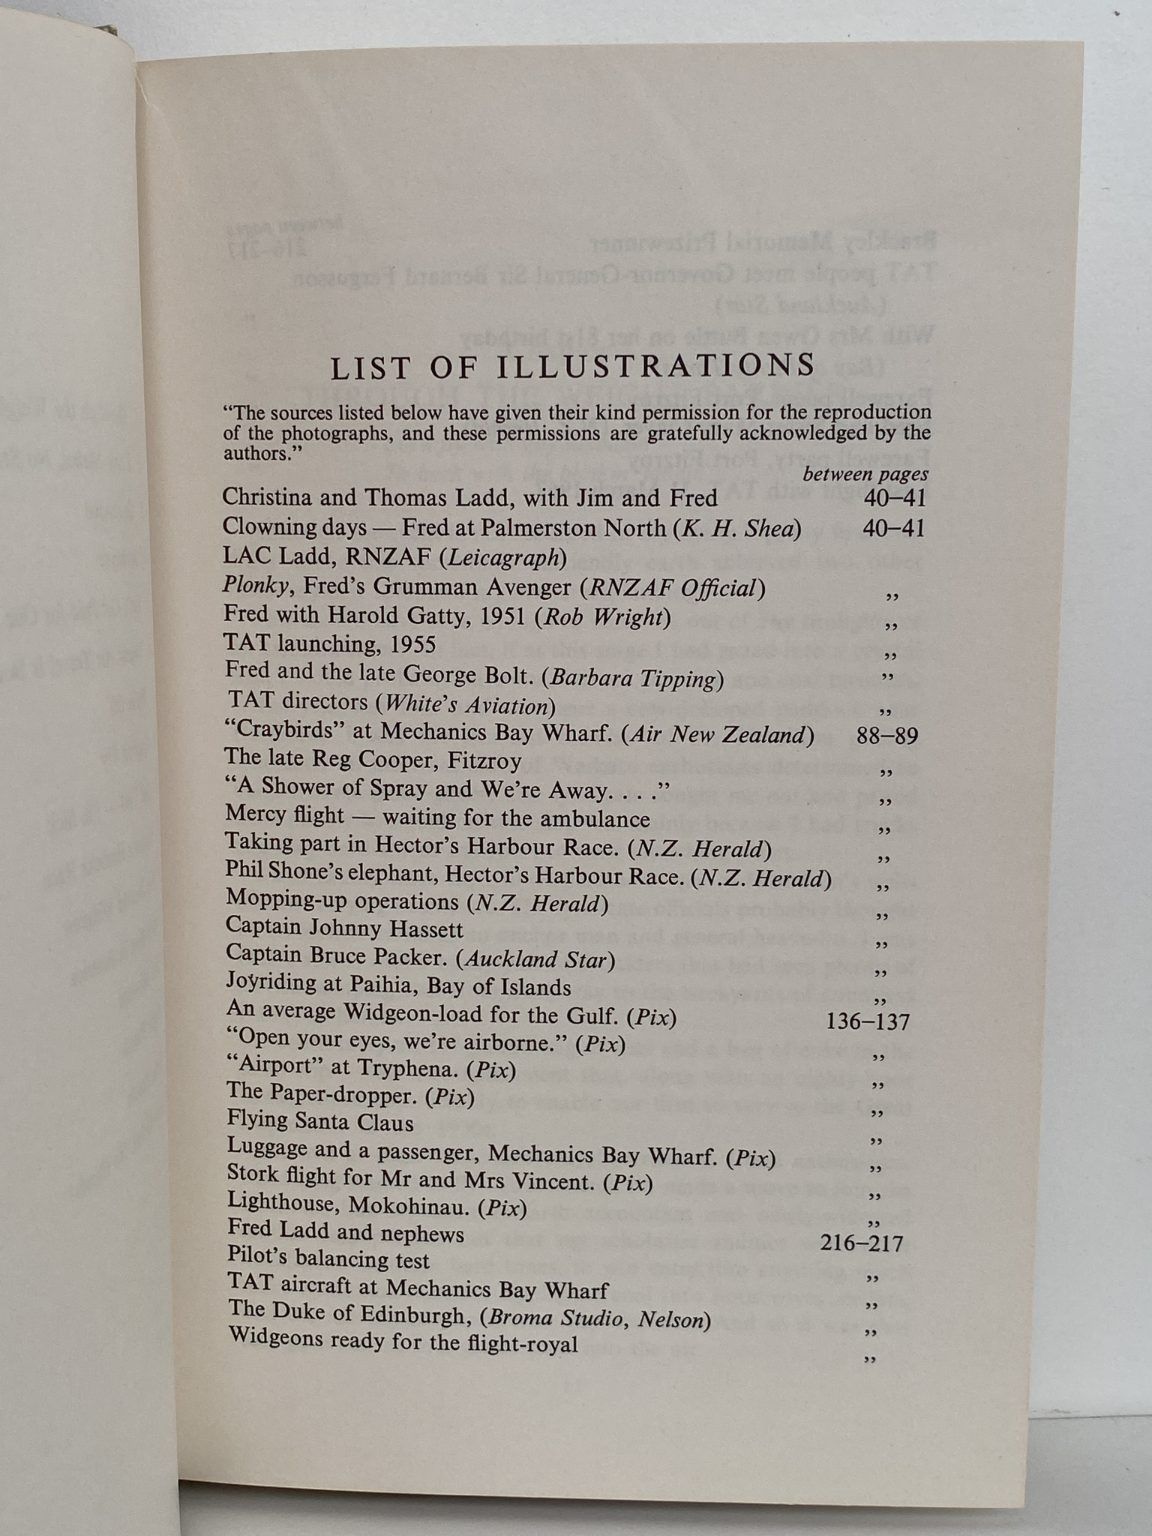 LIST OF ILLUSTRATIONS
“The sources listed below have given their kind permission for the reproduction
of the photographs, and these permissions are gratefully acknowledged by the
authors.”
between pages
Christina and Thomas Ladd, with Jim and Fred 40–41
Clowning days — Fred at Palmerston North (K. H. Shea) 40–41
LAC Ladd, RNZAF (Leicagraph)
Plonky, Fred’s Grumman Avenger (RNZAF Official) ,,
Fred with Harold Gatty, 1951 (Rob Wright) ,,
TAT launching, 1955 ,,
Fred and the late George Bolt. (Barbara Tipping) ,,
TAT directors (White’s Aviation) ,,
“Craybirds” at Mechanics Bay Wharf. (Air New Zealand) 88–89
The late Reg Cooper, Fitzroy ,,
“A Shower of Spray and We’re Away. . . .” ,,
Mercy flight — waiting for the ambulance ,,
Taking part in Hector’s Harbour Race. (N.Z. Herald) ,,
Phil Shone’s elephant, Hector’s Harbour Race. (N.Z. Herald) ,,
Mopping-up operations (N.Z. Herald) ,,
Captain Johnny Hassett ,,
Captain Bruce Packer. (Auckland Star) ,,
Joyriding at Paihia, Bay of Islands ,,
An average Widgeon-load for the Gulf. (Pix) 136–137
“Open your eyes, we’re airborne.” (Pix) ,,
“Airport” at Tryphena. (Pix) ,,
The Paper-dropper. (Pix) ,,
Flying Santa Claus ,,
Luggage and a passenger, Mechanics Bay Wharf. (Pix) ,,
Stork flight for Mr and Mrs Vincent. (Pix) ,,
Lighthouse, Mokohinau. (Pix) ,,
Fred Ladd and nephews 216–217
Pilot’s balancing test ,,
TAT aircraft at Mechanics Bay Wharf ,,
The Duke of Edinburgh, (Broma Studio, Nelson) ,,
Widgeons ready for the flight-royal ,,